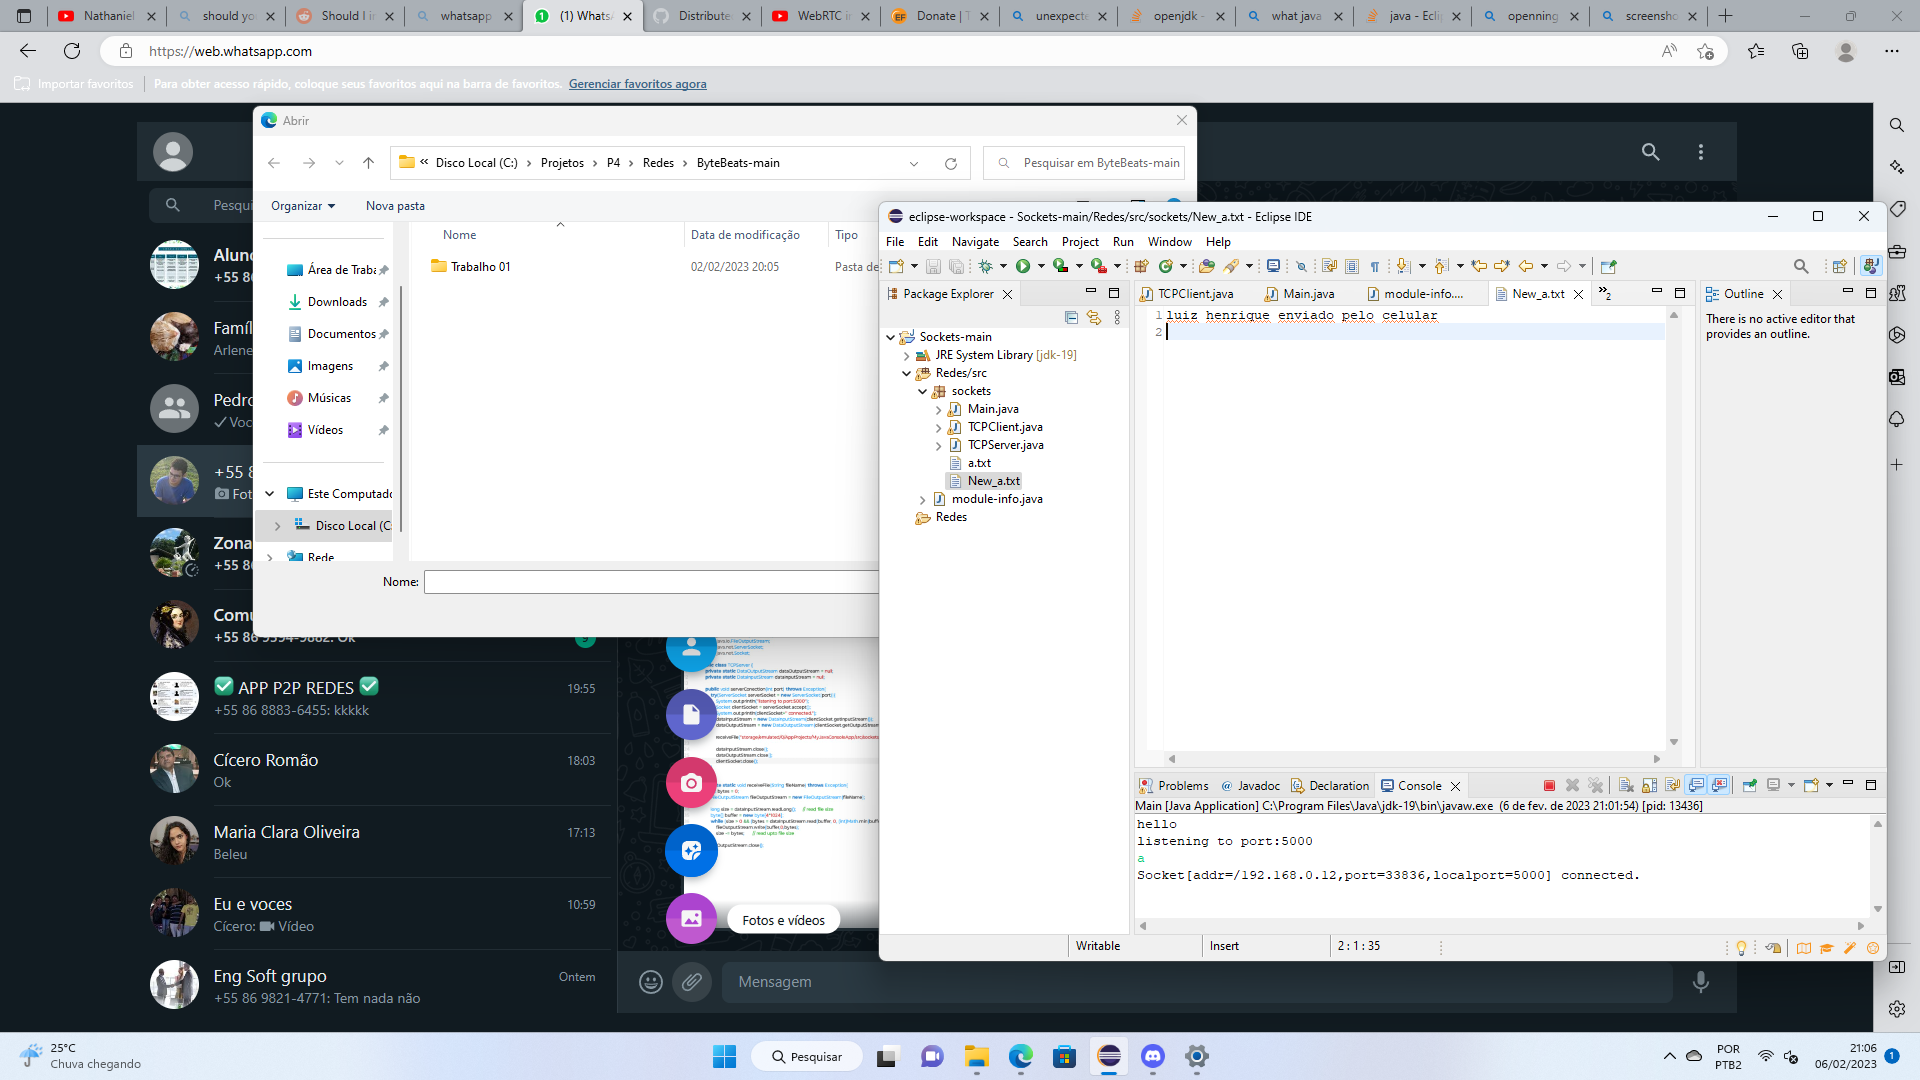 Nathaniel
should yo
Should I i
whatsapp
(1) Whats
Distribute
WebRTC i
Donate | T
unexpect
openjdk -
what java
java - Ecli
openning
screensho
https://web.whatsapp.com
Importar favoritos
Para obter acesso rápido, coloque seus favoritos aqui na barra de favoritos. Gerenciar favoritos agora
Abrir
Disco Local (C:) Projetos P4 Redes ByteBeats-main
Pesquisar em ByteBeats-main
Organizar Nova pasta
Nome Data de modificação Tipo
Trabalho 01 02/02/2023 20:05 Pasta de
Área de Traba
Downloads
Documentos
Imagens
Músicas
Vídeos
Este Computado
Disco Local (C:
Rede
Nome:
Pesqui
Alun
+55 86
Famíl
Arlene
Pedro
Voc
+55 8
Fot
Zona
+55 86
Comu
+55 86 9594-9882: Ok
APP P2P REDES 19:55
+55 86 8883-6455: kkkkk
Cícero Romão 18:03
Ok
Maria Clara Oliveira 17:13
Beleu
Eu e voces 10:59
Cícero: Vídeo
Eng Soft grupo Ontem
+55 86 9821-4771: Tem nada não
Fotos e vídeos
Mensagem
eclipse-workspace - Sockets-main/Redes/src/sockets/New_a.txt - Eclipse IDE
File Edit Navigate Search Project Run Window Help
Package Explorer
Sockets-main
JRE System Library [jdk-19]
Redes/src
sockets
Main.java
TCPClient.java
TCPServer.java
a.txt
New_a.txt
module-info.java
Redes
TCPClient.java Main.java module-info.... New_a.txt »2
1 luiz henrique enviado pelo celular
2
Outline
There is no active editor that
provides an outline.
Problems @ Javadoc Declaration Console
Main [Java Application] C:\Program Files\Java\jdk-19\bin\javaw.exe (6 de fev. de 2023 21:01:54) [pid: 13436]
hello
listening to port:5000
a
Socket[addr=/192.168.0.12,port=33836,localport=5000] connected.
Writable Insert 2 : 1 : 35
25°C
Chuva chegando
Pesquisar
POR
PTB2
21:06
06/02/2023
1